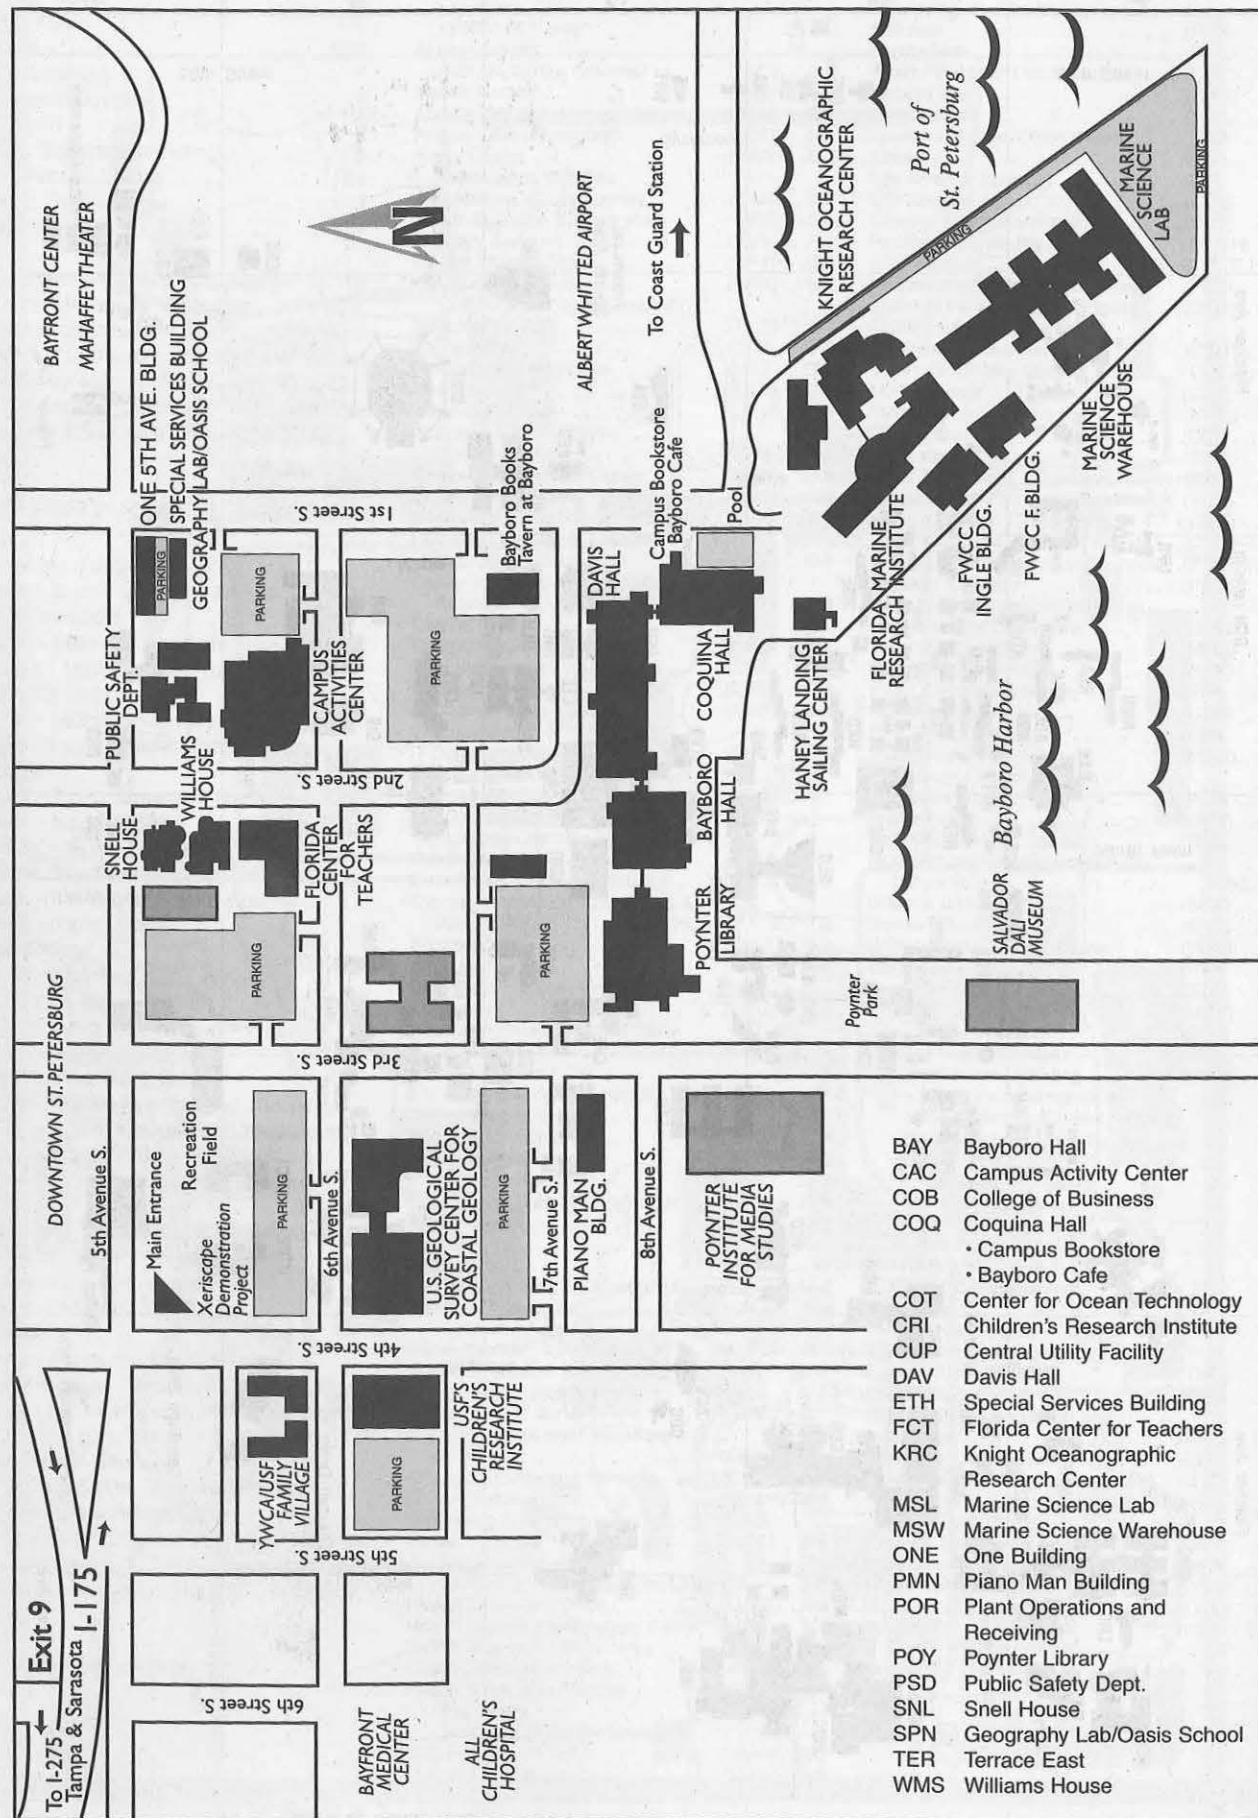 BAYFRONT CENTER
MAHAFFEY THEATER
ONE 5TH AVE. BLDG.
SPECIAL SERVICES BUILDING
GEOGRAPHY LAB/OASIS SCHOOL
N
ALBERT WHITTED AIRPORT
To Coast Guard Station
KNIGHT OCEANOGRAPHIC
RESEARCH CENTER
Port of
St. Petersburg
PARKING
MARINE
SCIENCE
LAB
PARKING
1st Street S.
PARKING
PARKING
PARKING
Bayboro Books
Tavern at Bayboro
DAVIS
HALL
Campus Bookstore
Bayboro Cafe
Pool
PUBLIC SAFETY
DEPT.
CAMPUS
ACTIVITIES
CENTER
COQUINA
HALL
HANEY LANDING
SAILING CENTER
FLORIDA MARINE
RESEARCH INSTITUTE
FWCC
INGLE BLDG.
FWCC F. BLDG.
MARINE
SCIENCE
WAREHOUSE
2nd Street S.
WILLIAMS
HOUSE
SNELL
HOUSE
FLORIDA
CENTER
FOR
TEACHERS
BAYBORO
HALL
Bayboro Harbor
PARKING
PARKING
POYNTER
LIBRARY
Poynter
Park
SALVADOR
DALI
MUSEUM
3rd Street S.
DOWNTOWN ST. PETERSBURG
5th Avenue S.
Main Entrance
Recreation
Field
Xeriscape
Demonstration
Project
PARKING
6th Avenue S.
U.S. GEOLOGICAL
SURVEY CENTER FOR
COASTAL GEOLOGY
PARKING
7th Avenue S.
PIANO MAN
BLDG.
8th Avenue S.
POYNTER
INSTITUTE
FOR MEDIA
STUDIES
4th Street S.
YWCA/USF
FAMILY
VILLAGE
PARKING
USF'S
CHILDREN'S
RESEARCH
INSTITUTE
5th Street S.
Exit 9
I-175
To I-275
Tampa & Sarasota
6th Street S.
BAYFRONT
MEDICAL
CENTER
ALL
CHILDREN'S
HOSPITAL
BAY Bayboro Hall
CAC Campus Activity Center
COB College of Business
COQ Coquina Hall
• Campus Bookstore
• Bayboro Cafe
COT Center for Ocean Technology
CRI Children's Research Institute
CUP Central Utility Facility
DAV Davis Hall
ETH Special Services Building
FCT Florida Center for Teachers
KRC Knight Oceanographic
Research Center
MSL Marine Science Lab
MSW Marine Science Warehouse
ONE One Building
PMN Piano Man Building
POR Plant Operations and
Receiving
POY Poynter Library
PSD Public Safety Dept.
SNL Snell House
SPN Geography Lab/Oasis School
TER Terrace East
WMS Williams House